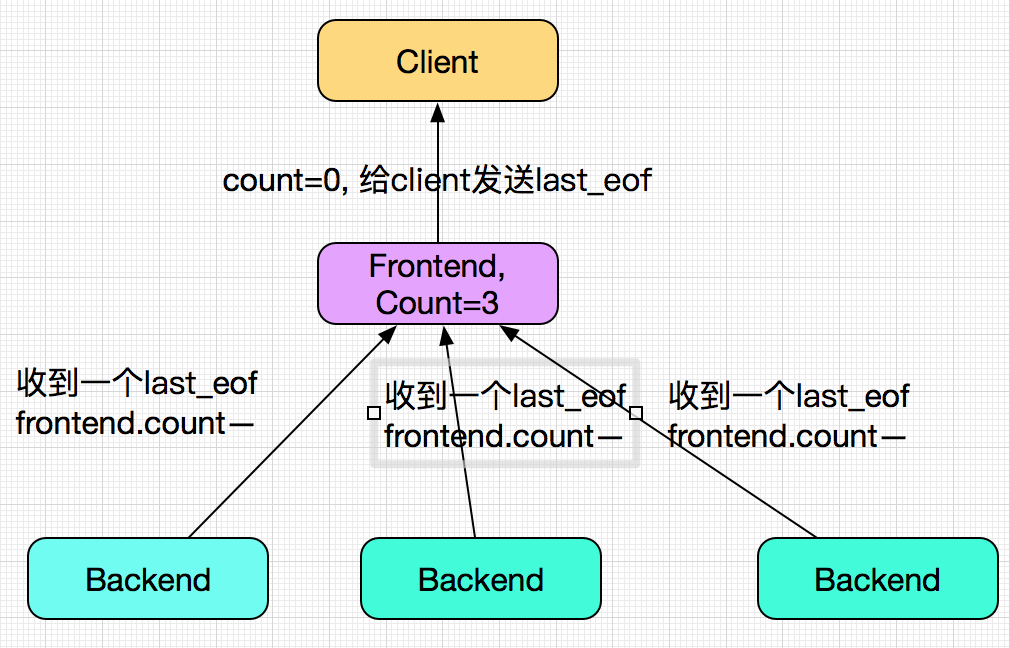 Client
count=0, 给client发送last_eof
Frontend,
Count=3
收到一个last_eof
frontend.count—
收到一个last_eof
frontend.count—
收到一个last_eof
frontend.count—
Backend
Backend
Backend